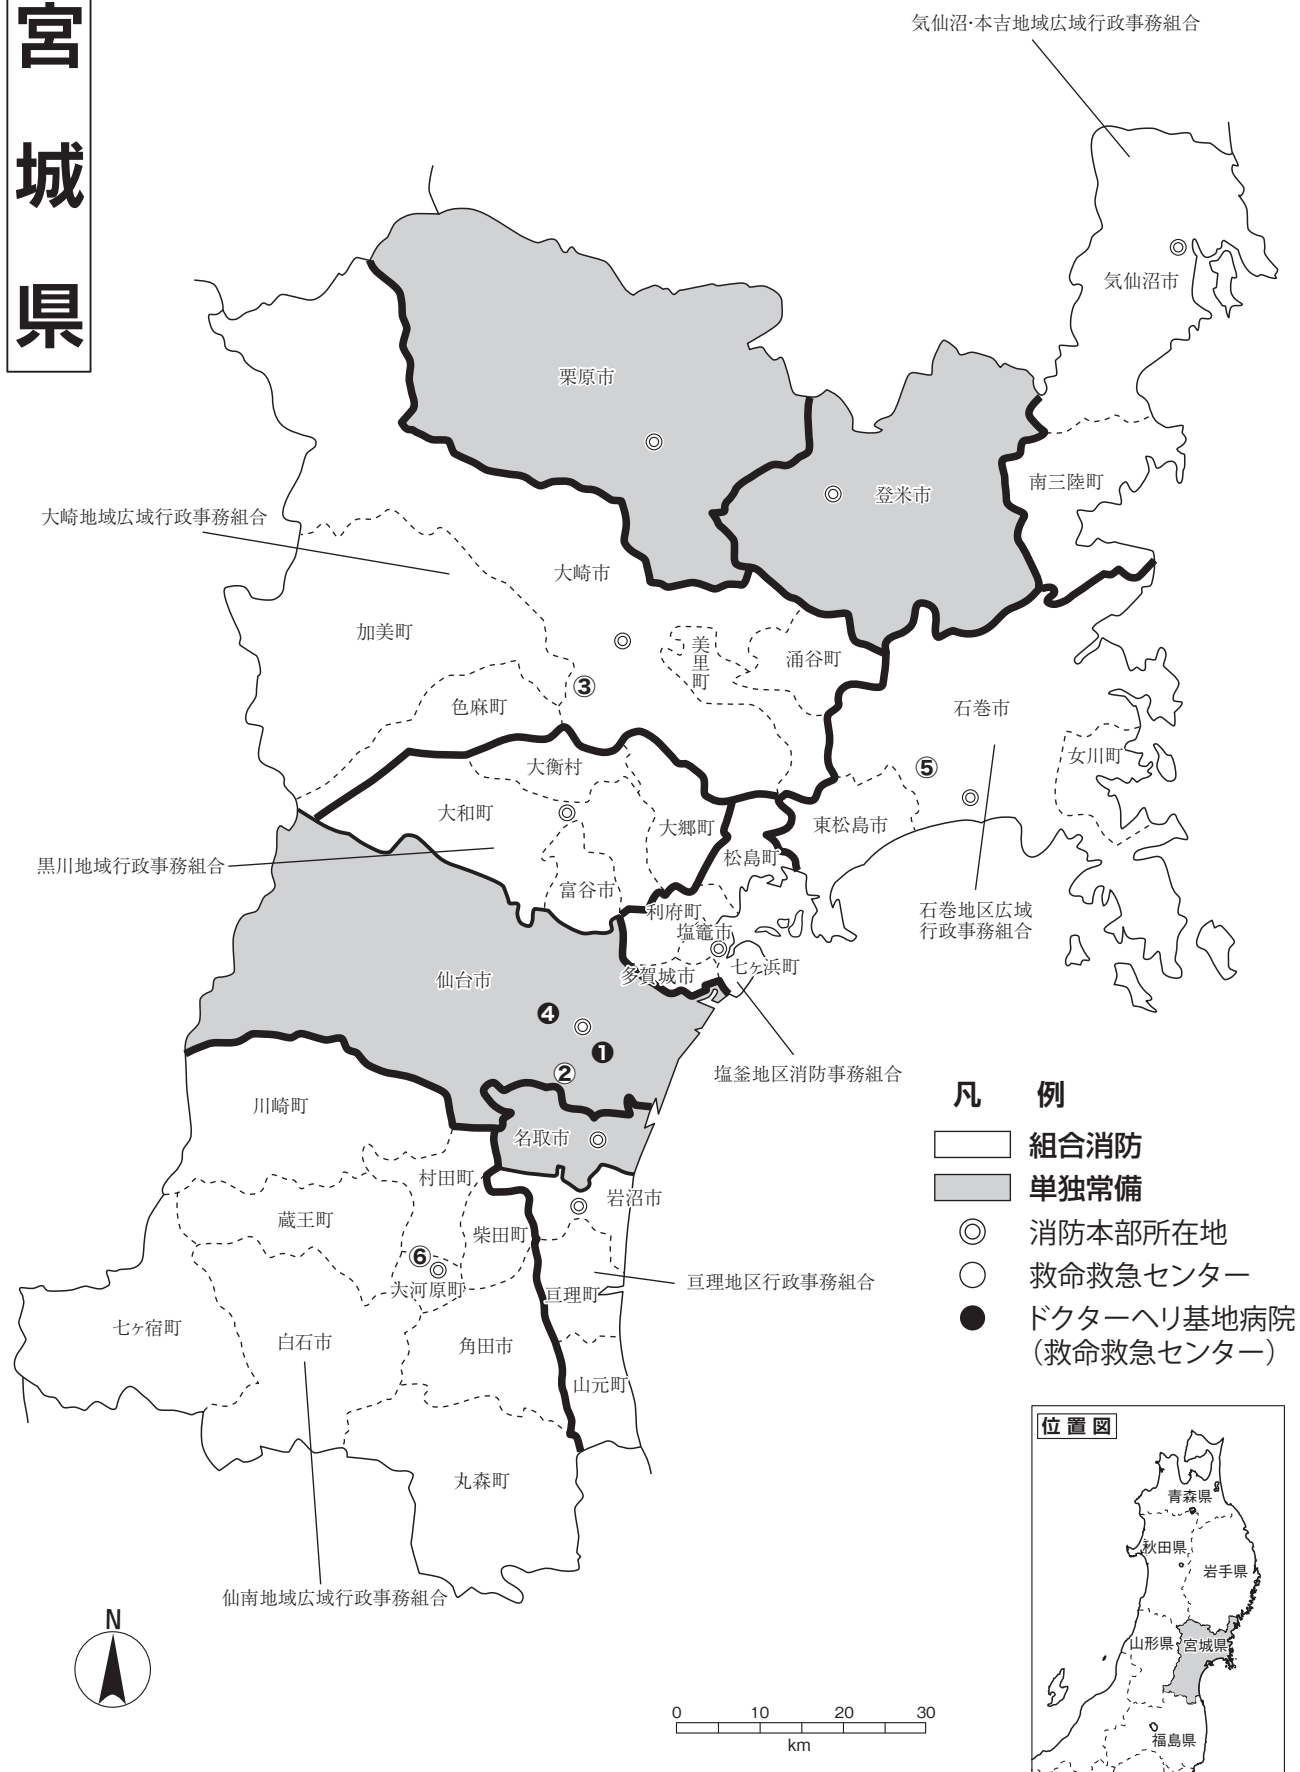 宮城県
気仙沼・本吉地域広域行政事務組合
気仙沼市
栗原市
登米市
南三陸町
大崎地域広域行政事務組合
大崎市
加美町
美里町
涌谷町
③
色麻町
石巻市
女川町
⑤
大衡村
大和町
大郷町
東松島市
松島町
黒川地域行政事務組合
富谷市
利府町
塩竈市
石巻地区広域
行政事務組合
多賀城市
七ヶ浜町
仙台市
❹
❶
②
塩釜地区消防事務組合
川崎町
名取市
村田町
岩沼市
蔵王町
柴田町
⑥
大河原町
亘理町
亘理地区行政事務組合
七ヶ宿町
白石市
角田市
山元町
丸森町
仙南地域広域行政事務組合
凡 例
組合消防
単独常備
消防本部所在地
救命救急センター
ドクターヘリ基地病院
（救命救急センター）
位置図
青森県
秋田県
岩手県
山形県
宮城県
福島県
N
0 10 20 30
km